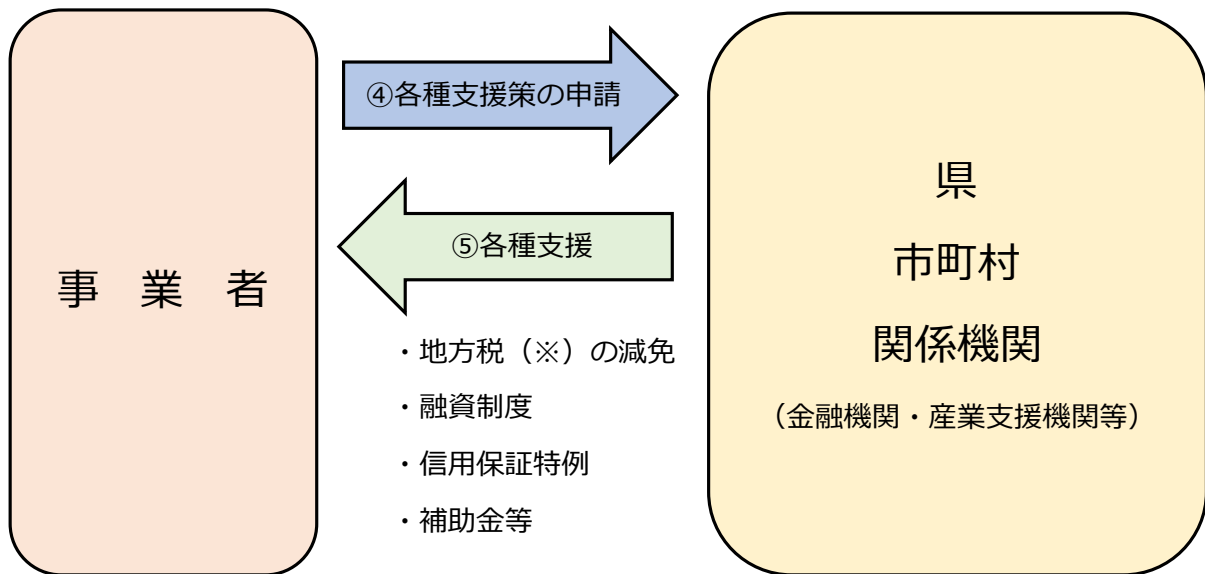 事　業　者
④各種支援策の申請
⑤各種支援
・地方税（※）の減免
・融資制度
・信用保証特例
・補助金等
県
市町村
関係機関
（金融機関・産業支援機関等）